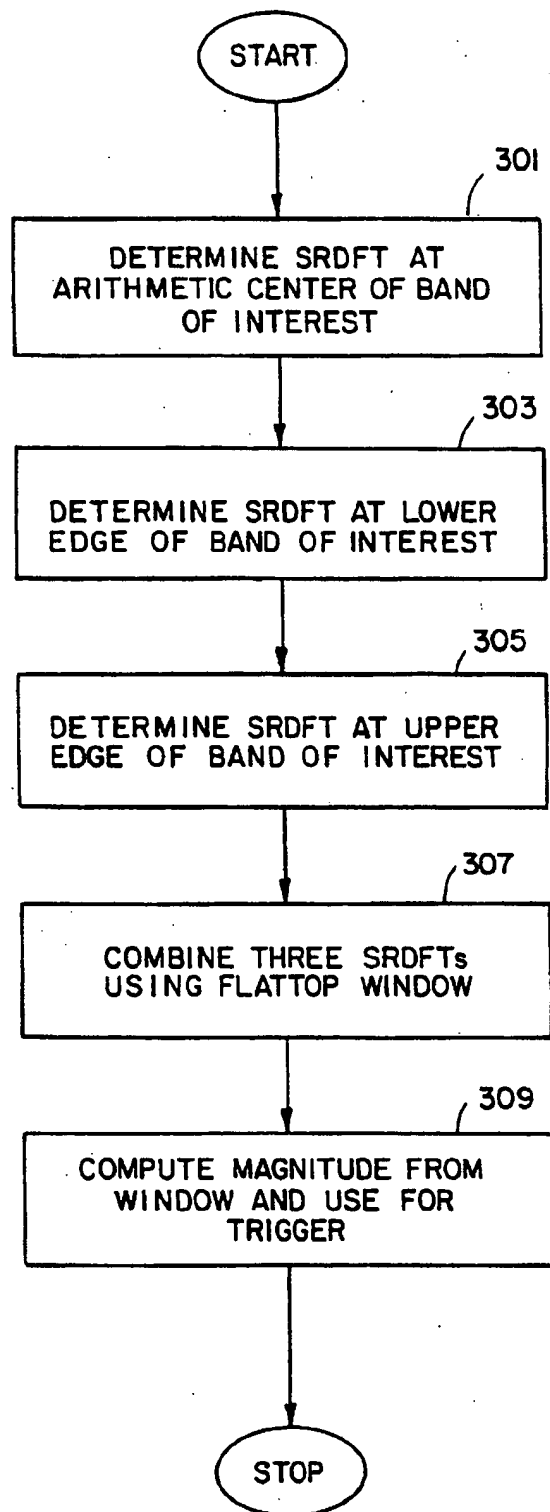 START
301
DETERMINE SRDFT AT
ARITHMETIC CENTER OF BAND
OF INTEREST
303
DETERMINE SRDFT AT LOWER
EDGE OF BAND OF INTEREST
305
DETERMINE SRDFT AT UPPER
EDGE OF BAND OF INTEREST
307
COMBINE THREE SRDFTs
USING FLATTOP WINDOW
309
COMPUTE MAGNITUDE FROM
WINDOW AND USE FOR
TRIGGER
STOP